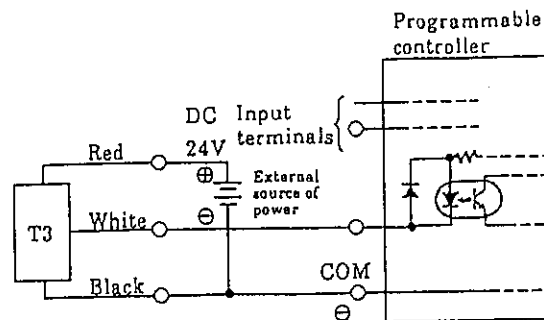 Programmable
controller
DC Input
terminals
24V
Red
⊕
External
source of
power
⊖
White
T3
Black
COM
⊖